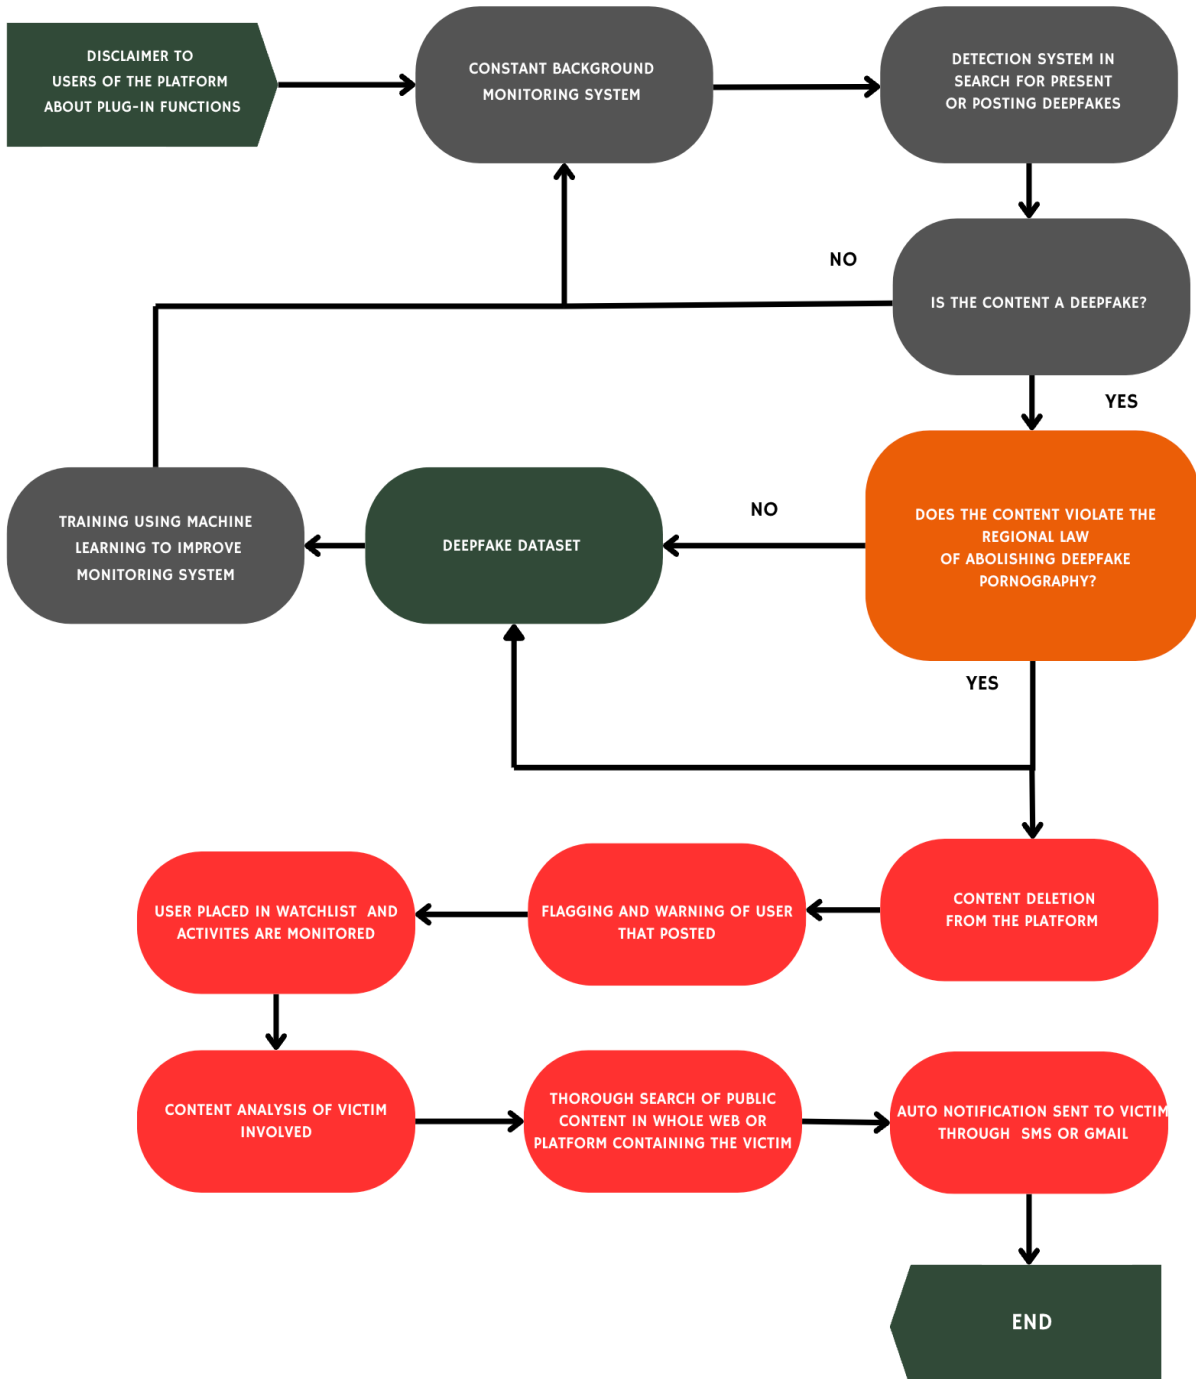 DISCLAIMER TO
USERS OF THE PLATFORM
ABOUT PLUG-IN FUNCTIONS
CONSTANT BACKGROUND
MONITORING SYSTEM
DETECTION SYSTEM IN
SEARCH FOR PRESENT
OR POSTING DEEPFAKES
NO
IS THE CONTENT A DEEPFAKE?
YES
TRAINING USING MACHINE
LEARNING TO IMPROVE
MONITORING SYSTEM
DEEPFAKE DATASET
NO
DOES THE CONTENT VIOLATE THE
REGIONAL LAW
OF ABOLISHING DEEPFAKE
PORNOGRAPHY?
YES
USER PLACED IN WATCHLIST AND
ACTIVITES ARE MONITORED
FLAGGING AND WARNING OF USER
THAT POSTED
CONTENT DELETION
FROM THE PLATFORM
CONTENT ANALYSIS OF VICTIM
INVOLVED
THOROUGH SEARCH OF PUBLIC
CONTENT IN WHOLE WEB OR
PLATFORM CONTAINING THE VICTIM
AUTO NOTIFICATION SENT TO VICTIM
THROUGH SMS OR GMAIL
END